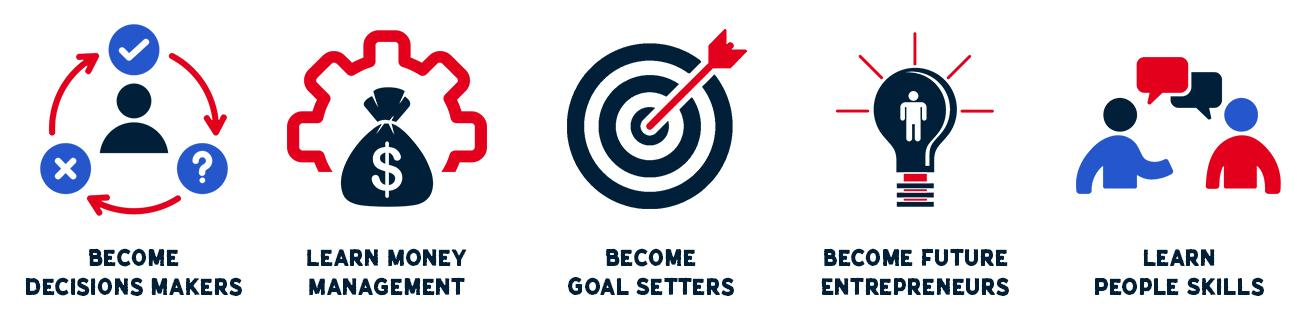 ?
$
BECOME
DECISIONS MAKERS
LEARN MONEY
MANAGEMENT
BECOME
GOAL SETTERS
BECOME FUTURE
ENTREPRENEURS
LEARN
PEOPLE SKILLS